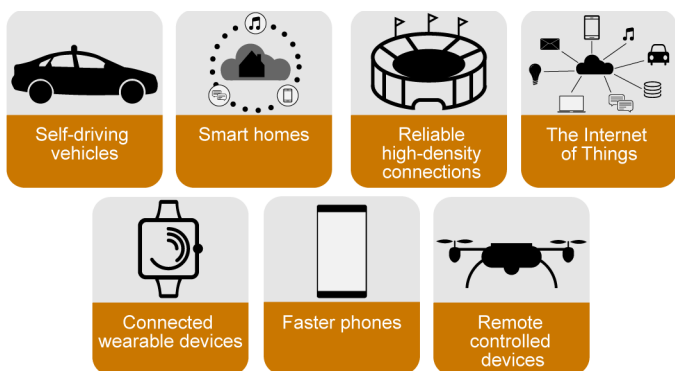 Self-driving
vehicles
Smart homes
Reliable
high-density
connections
The Internet
of Things
Connected
wearable devices
Faster phones
Remote
controlled
devices